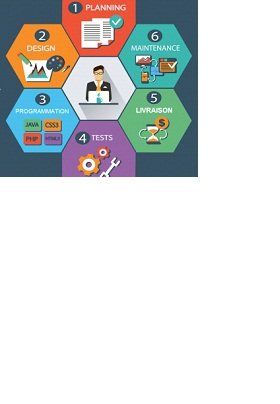 1 PLANNING
2
DESIGN
3
PROGRAMMATION
JAVA CSS3
PHP HTML5
4 TESTS
5
LIVRAISON
$
6
MAINTENANCE